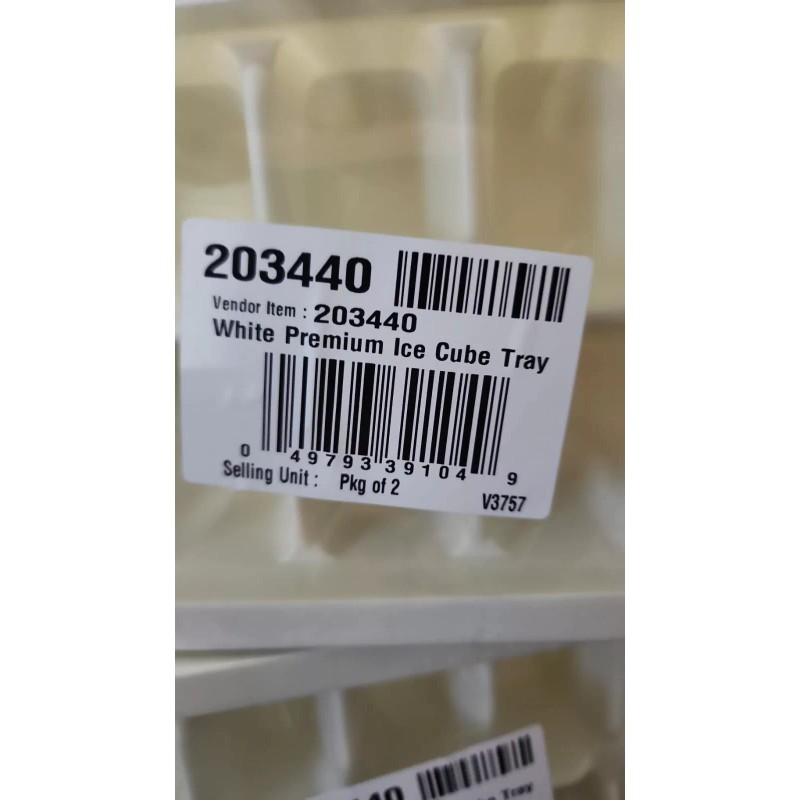 203440
Vendor Item : 203440
White Premium Ice Cube Tray
0 49793 39104 9
Selling Unit : Pkg of 2
V3757
Tray